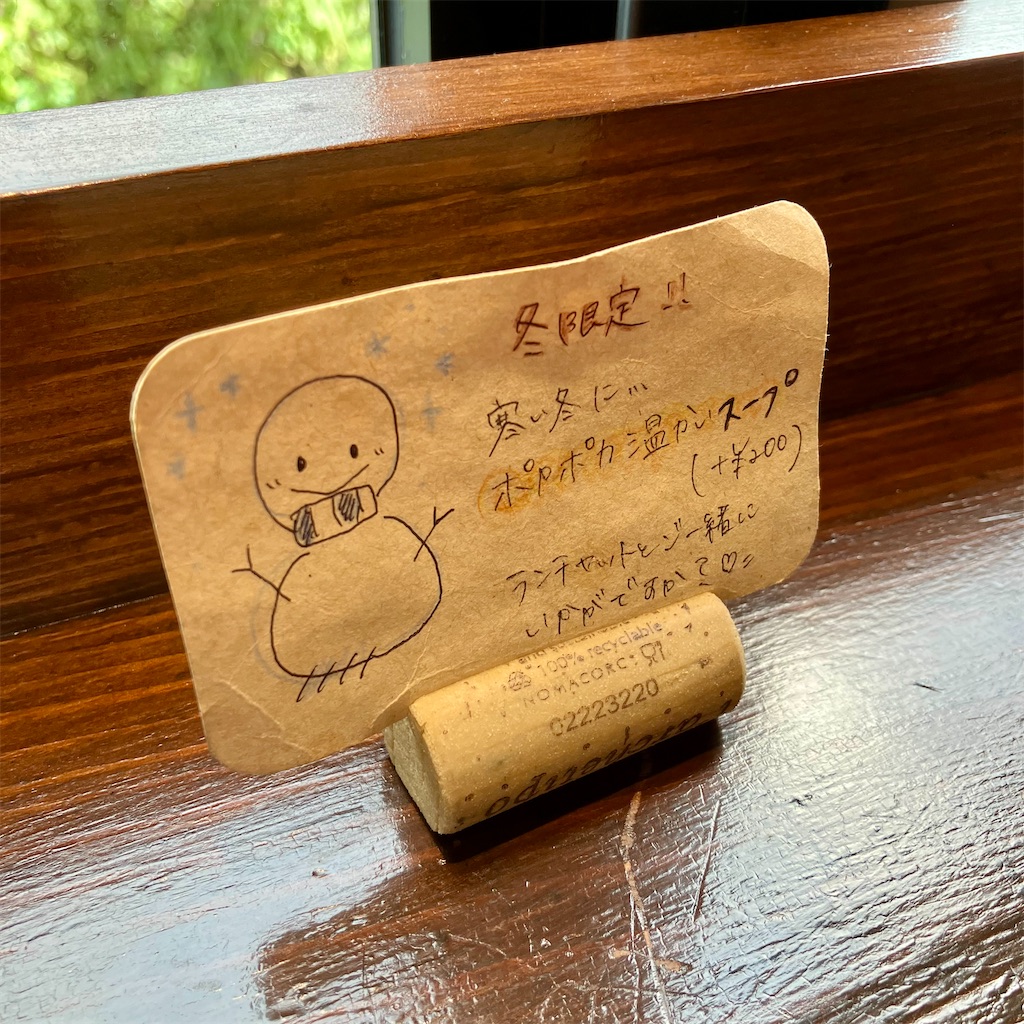 冬限定!!
寒い冬に...
ポカポカ温かいスープ
(+¥200)
ランチセットとご一緒に
いかがですか?♡
100% recyclable
NOMACORC
02223220